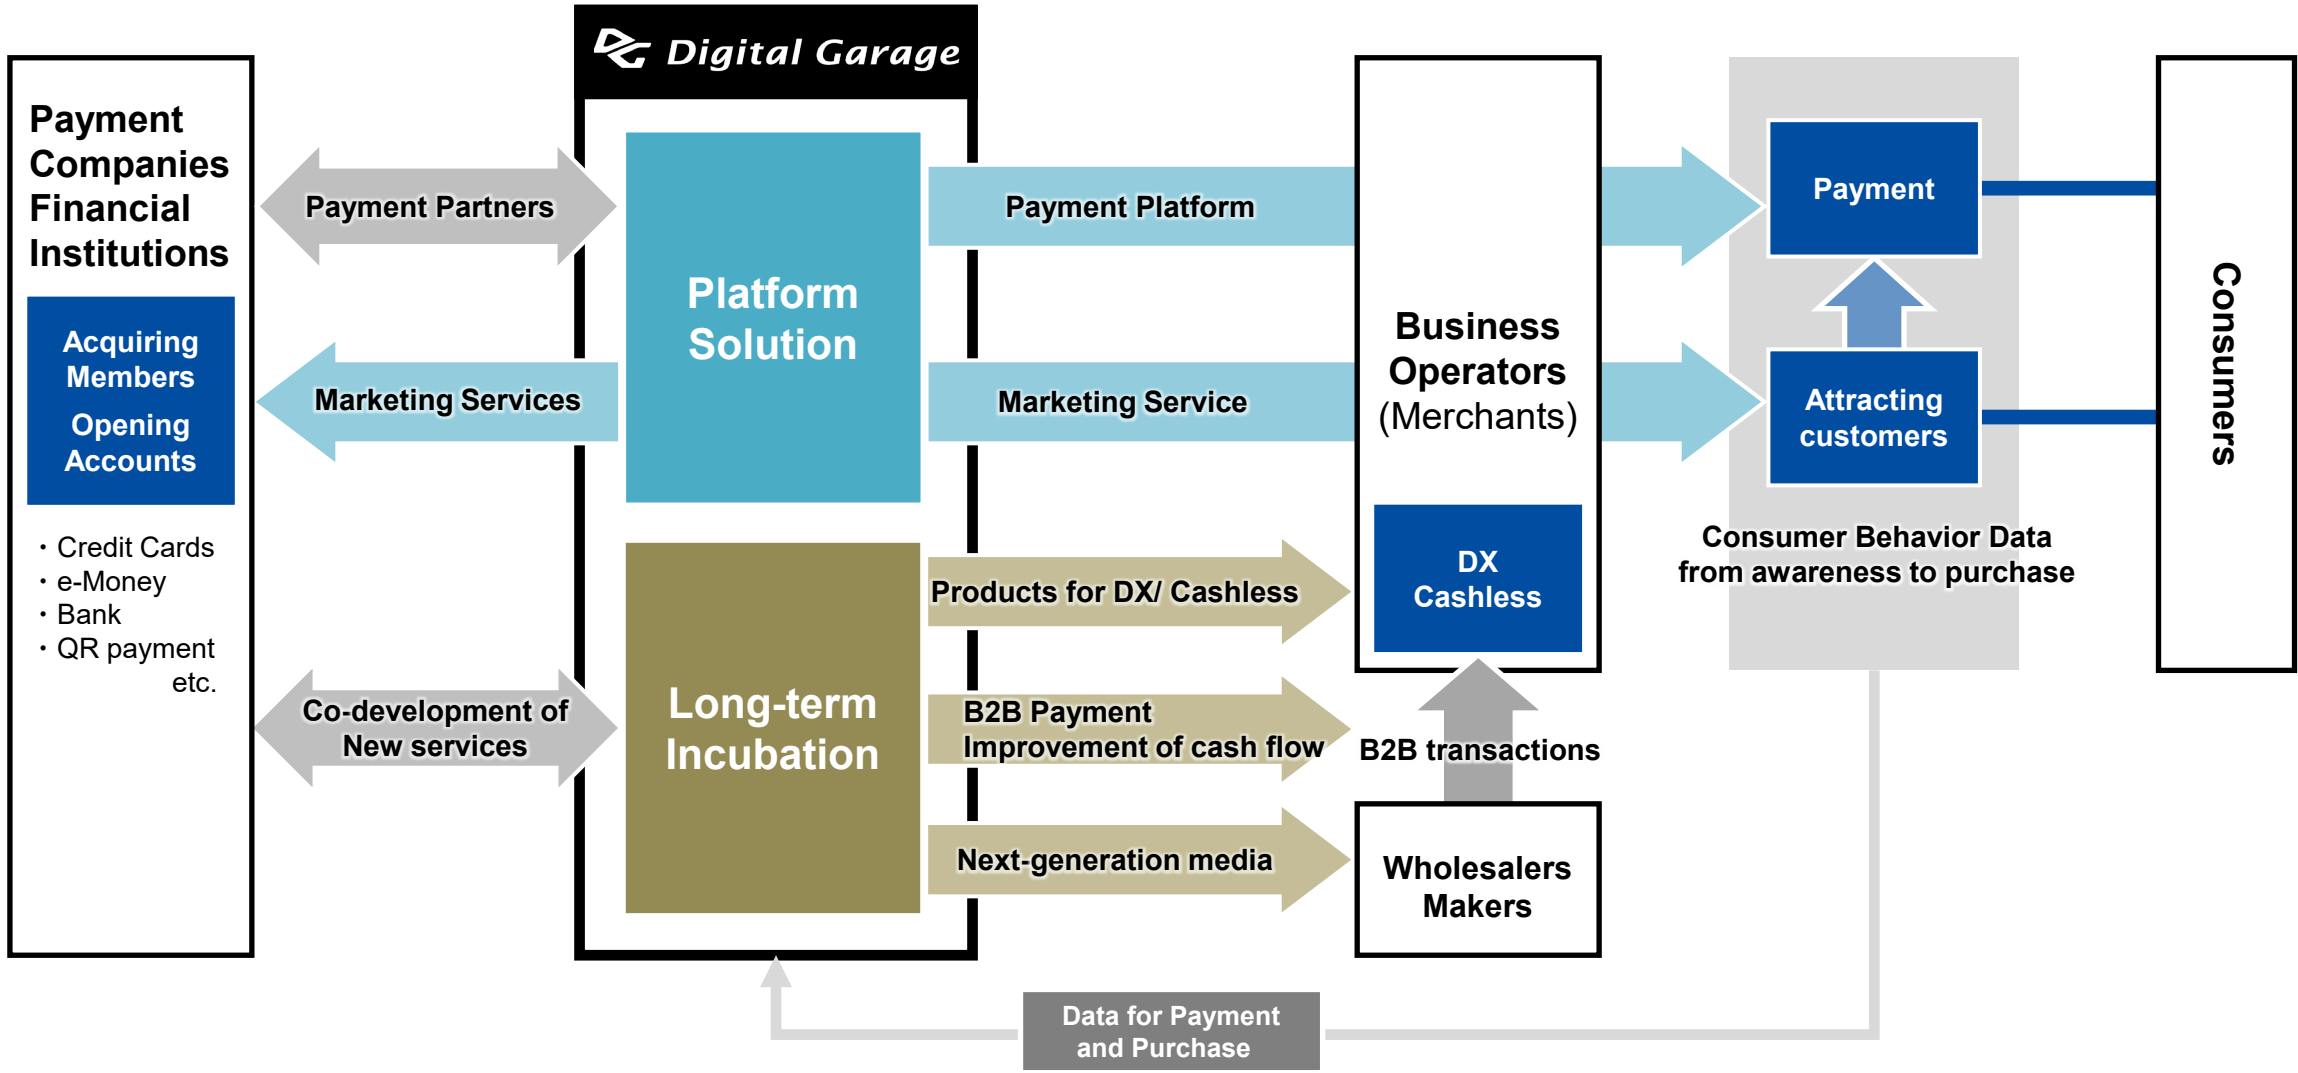 Digital Garage
Payment
Companies
Financial
Institutions
Acquiring
Members
Opening
Accounts
・Credit Cards
・e-Money
・Bank
・QR payment
etc.
Payment Partners
Marketing Services
Co-development of
New services
Platform
Solution
Long-term
Incubation
Payment Platform
Marketing Service
Products for DX/ Cashless
B2B Payment
Improvement of cash flow
Next-generation media
Business
Operators
(Merchants)
DX
Cashless
B2B transactions
Wholesalers
Makers
Payment
Attracting
customers
Consumer Behavior Data
from awareness to purchase
Consumers
Data for Payment
and Purchase